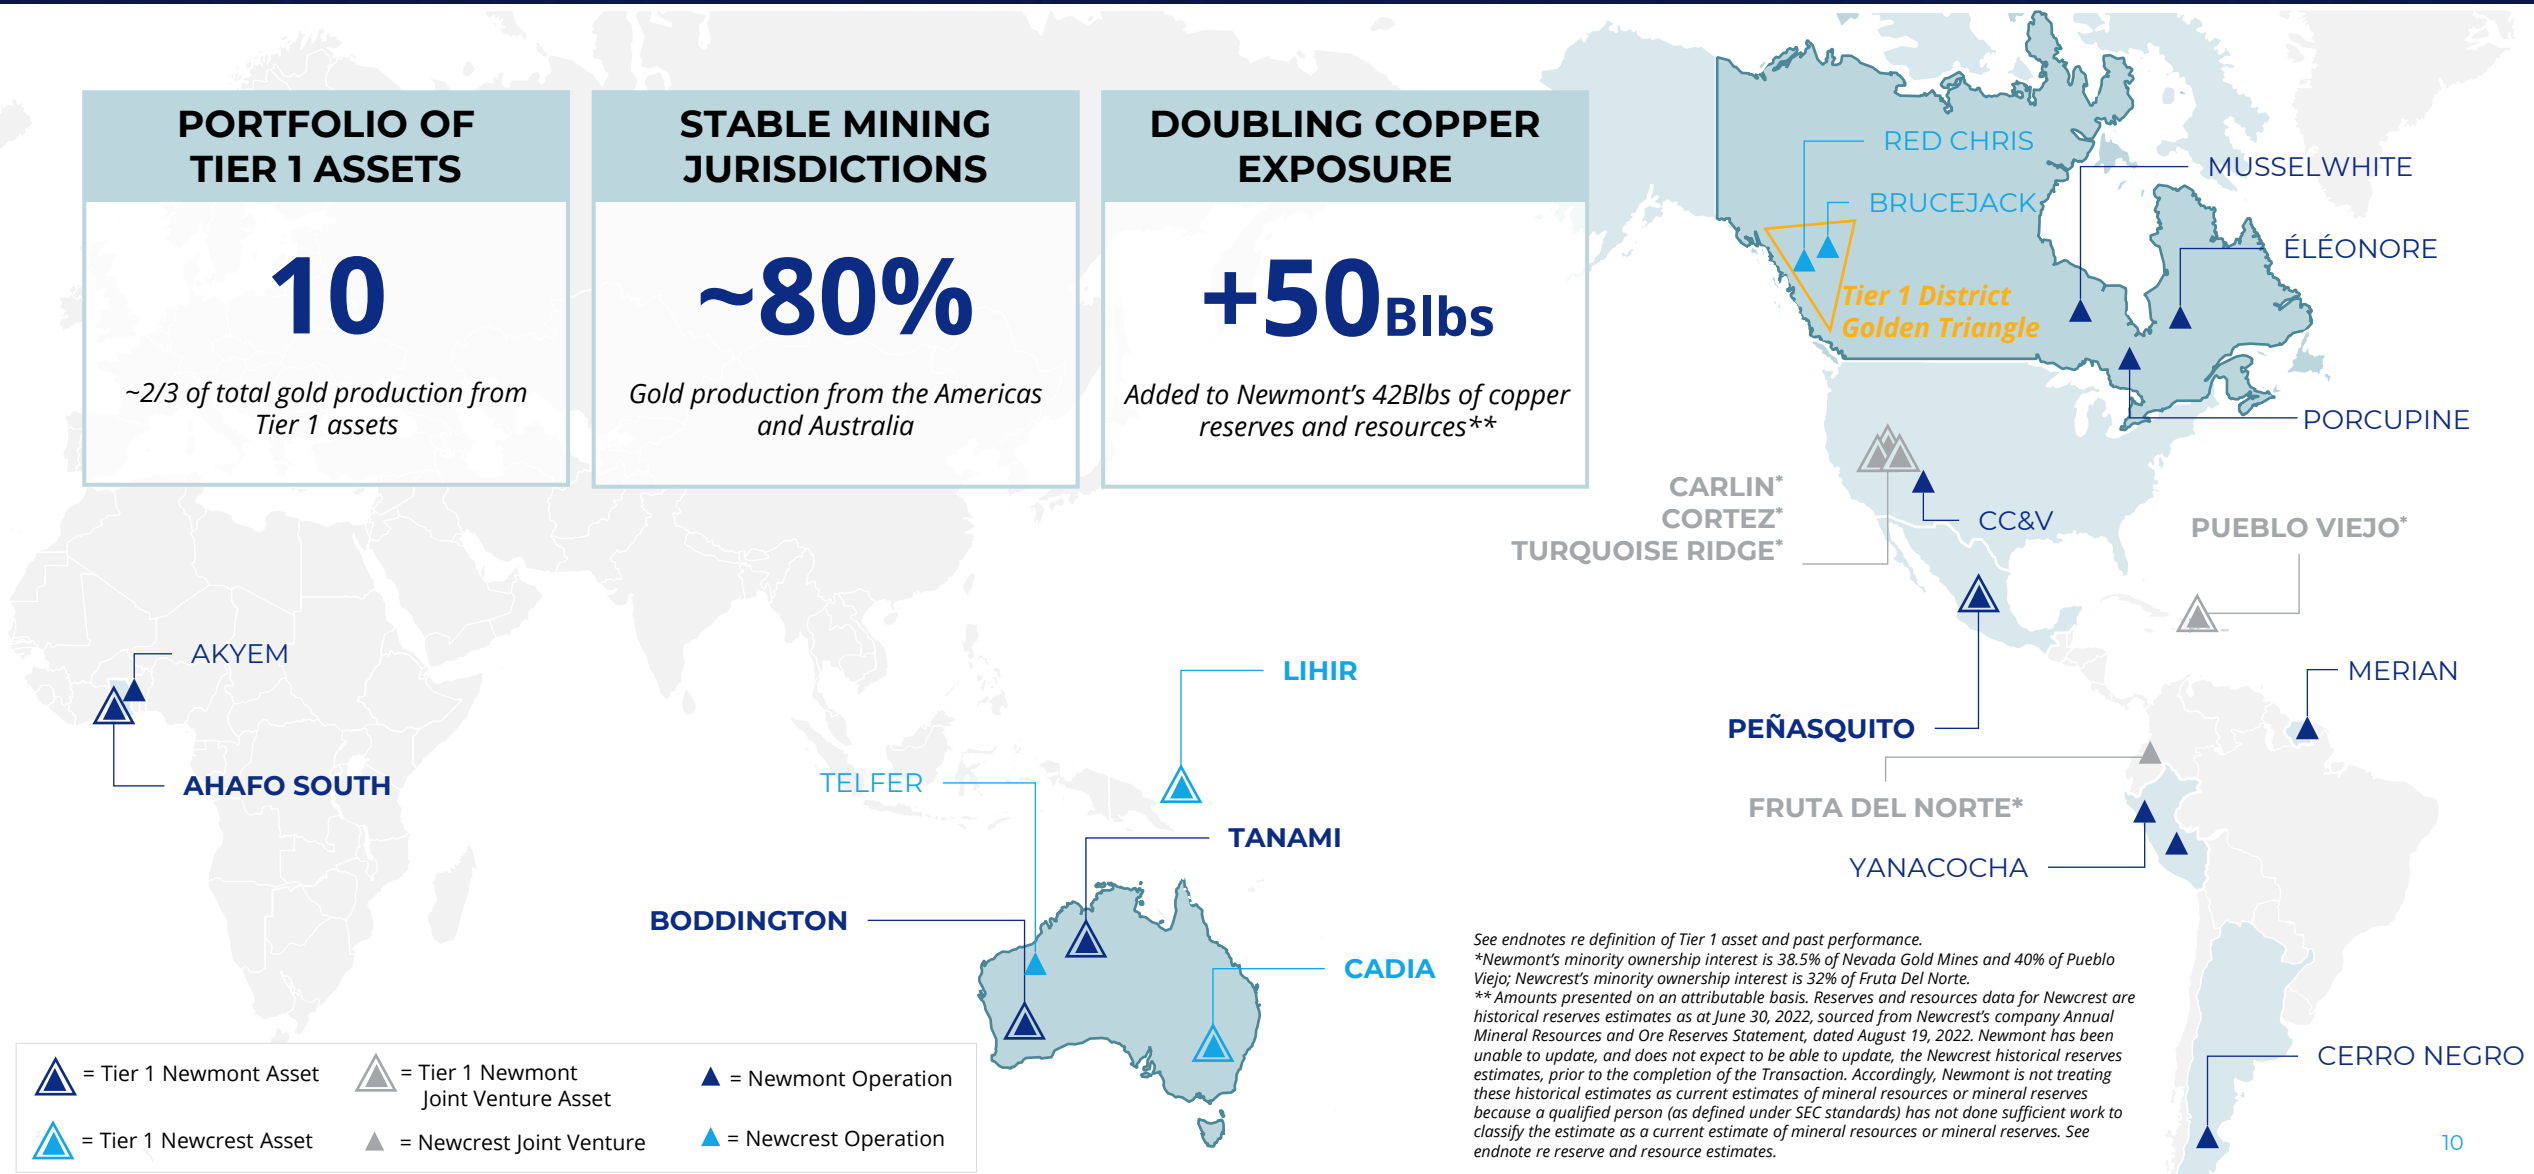 PORTFOLIO OF
TIER 1 ASSETS
10
~2/3 of total gold production from
Tier 1 assets
STABLE MINING
JURISDICTIONS
~80%
Gold production from the Americas
and Australia
DOUBLING COPPER
EXPOSURE
+50Blbs
Added to Newmont’s 42Blbs of copper
reserves and resources**
RED CHRIS
BRUCEJACK
Tier 1 District
Golden Triangle
MUSSELWHITE
ÉLÉONORE
PORCUPINE
CARLIN*
CORTEZ*
TURQUOISE RIDGE*
CC&V
PUEBLO VIEJO*
PEÑASQUITO
MERIAN
FRUTA DEL NORTE*
YANACOCHA
CERRO NEGRO
AKYEM
AHAFO SOUTH
LIHIR
TELFER
TANAMI
BODDINGTON
CADIA
= Tier 1 Newmont Asset
= Tier 1 Newmont
Joint Venture Asset
= Newmont Operation
= Tier 1 Newcrest Asset
= Newcrest Joint Venture
= Newcrest Operation
See endnotes re definition of Tier 1 asset and past performance.
*Newmont’s minority ownership interest is 38.5% of Nevada Gold Mines and 40% of Pueblo
Viejo; Newcrest’s minority ownership interest is 32% of Fruta Del Norte.
** Amounts presented on an attributable basis. Reserves and resources data for Newcrest are
historical reserves estimates as at June 30, 2022, sourced from Newcrest’s company Annual
Mineral Resources and Ore Reserves Statement, dated August 19, 2022. Newmont has been
unable to update, and does not expect to be able to update, the Newcrest historical reserves
estimates, prior to the completion of the Transaction. Accordingly, Newmont is not treating
these historical estimates as current estimates of mineral resources or mineral reserves
because a qualified person (as defined under SEC standards) has not done sufficient work to
classify the estimate as a current estimate of mineral resources or mineral reserves. See
endnote re reserve and resource estimates.
10